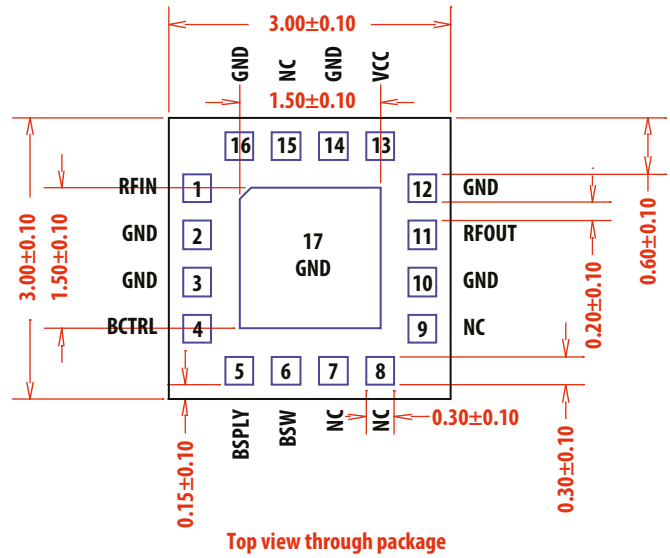 3.00±0.10
GND
NC
GND
VCC
1.50±0.10
16
15
14
13
RFIN
1
12
GND
GND
2
17
GND
11
RFOUT
GND
3
10
GND
BCTRL
4
9
NC
5
6
7
8
BSPLY
BSW
NC
NC
3.00±0.10
1.50±0.10
0.60±0.10
0.20±0.10
0.30±0.10
0.30±0.10
0.15±0.10
Top view through package